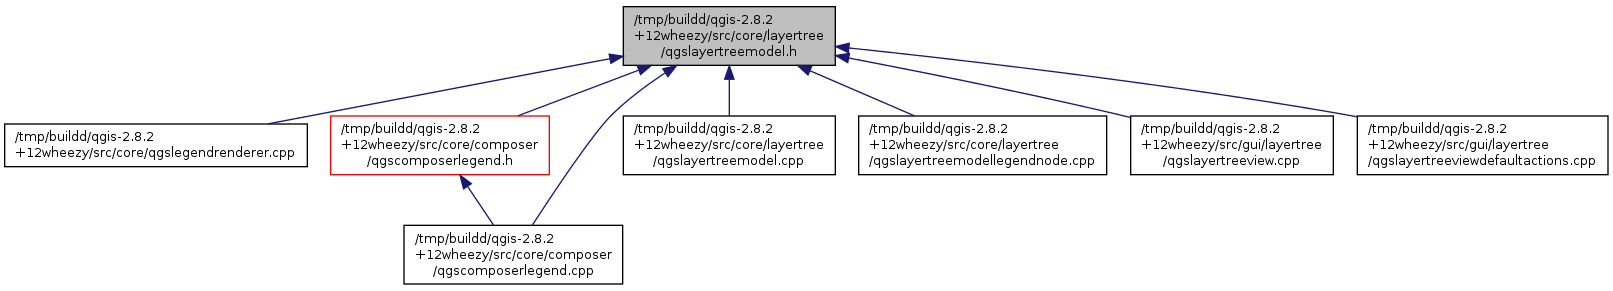 /tmp/buildd/qgis-2.8.2
+12wheezy/src/core/layertree
/qgslayertreemodel.h
/tmp/buildd/qgis-2.8.2
+12wheezy/src/core/qgslegendrenderer.cpp
/tmp/buildd/qgis-2.8.2
+12wheezy/src/core/composer
/qgscomposerlegend.h
/tmp/buildd/qgis-2.8.2
+12wheezy/src/core/layertree
/qgslayertreemodel.cpp
/tmp/buildd/qgis-2.8.2
+12wheezy/src/core/layertree
/qgslayertreemodellegendnode.cpp
/tmp/buildd/qgis-2.8.2
+12wheezy/src/gui/layertree
/qgslayertreeview.cpp
/tmp/buildd/qgis-2.8.2
+12wheezy/src/gui/layertree
/qgslayertreeviewdefaultactions.cpp
/tmp/buildd/qgis-2.8.2
+12wheezy/src/core/composer
/qgscomposerlegend.cpp